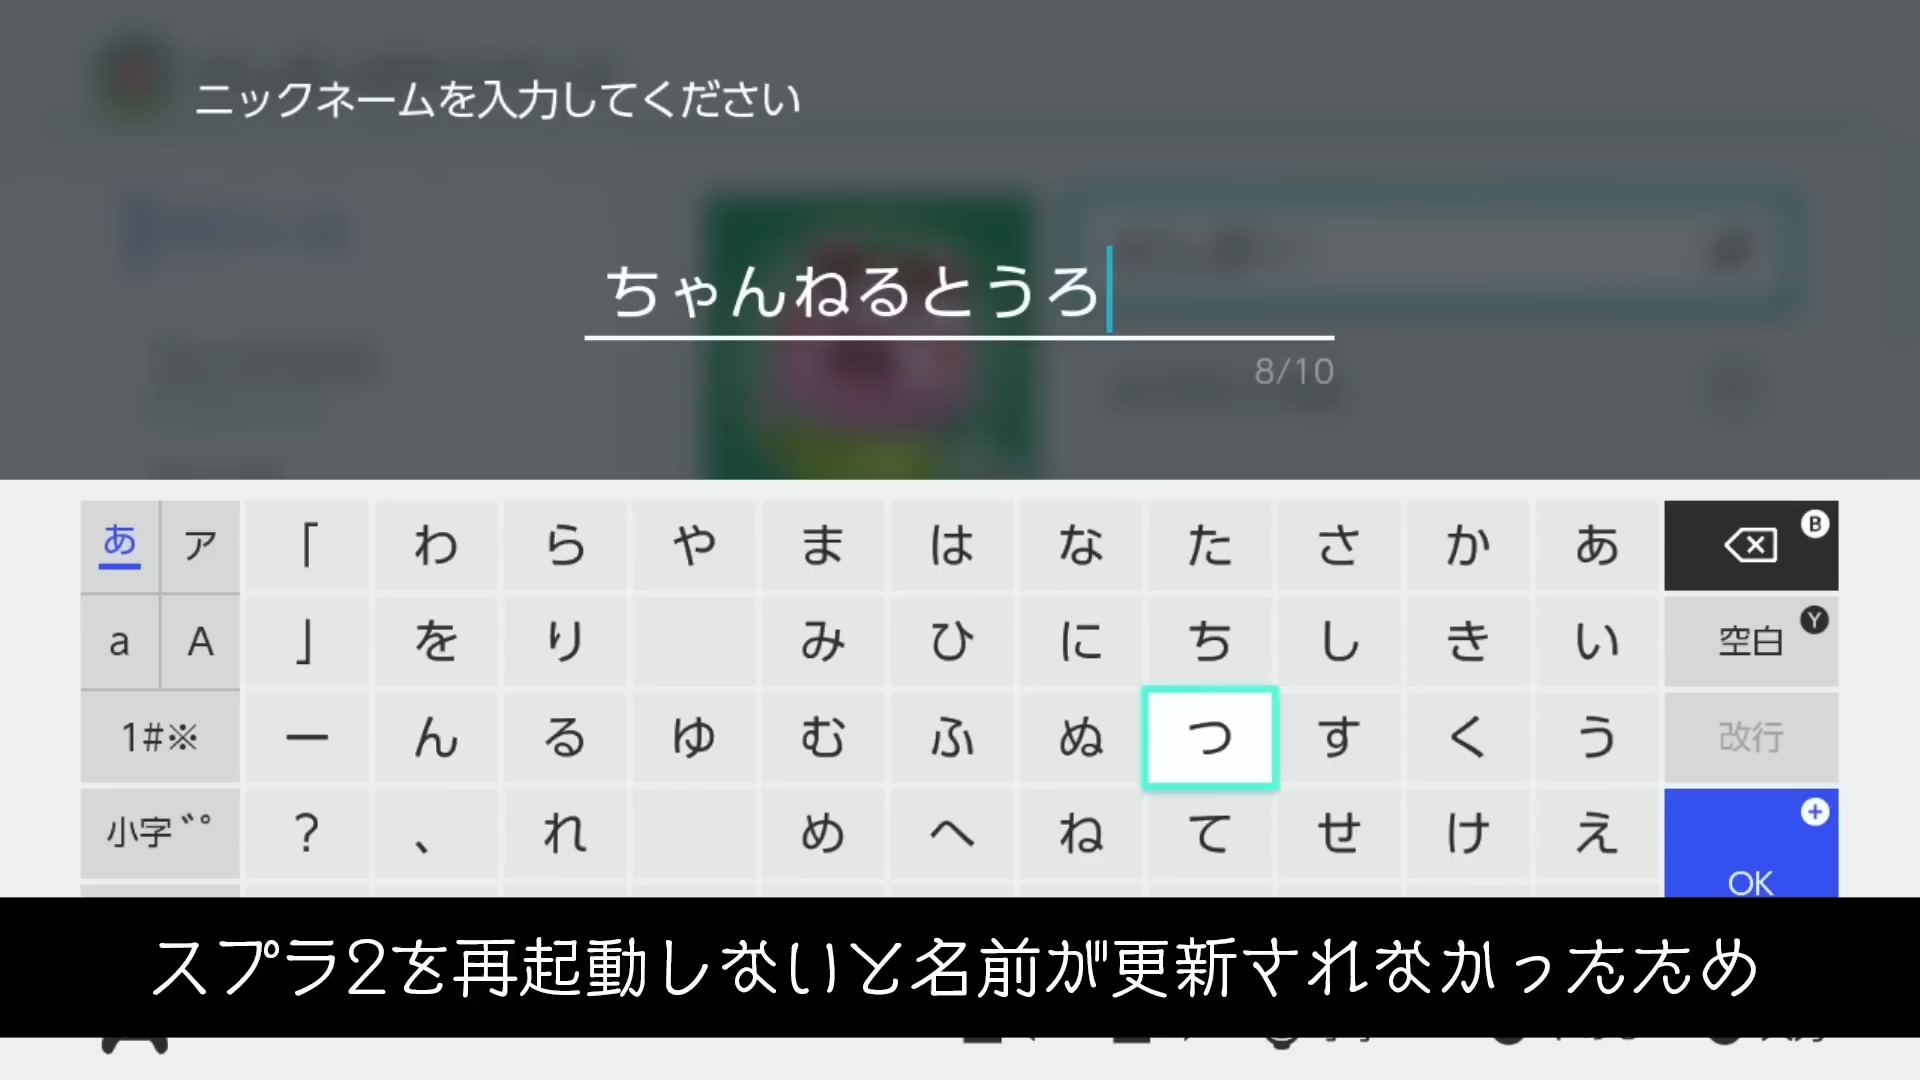 ニックネームを入力してください
ちゃんねるとうろ
8/10
あ ア 「 わ ら や ま は な た さ か あ B
a A 」 を り み ひ に ち し き い 空白 Y
1#※ ー ん る ゆ む ふ ぬ つ す く う 改行
小字゛゜ ? 、 れ め へ ね て せ け え OK +
スプラ2を再起動しないと名前が更新されなかったため